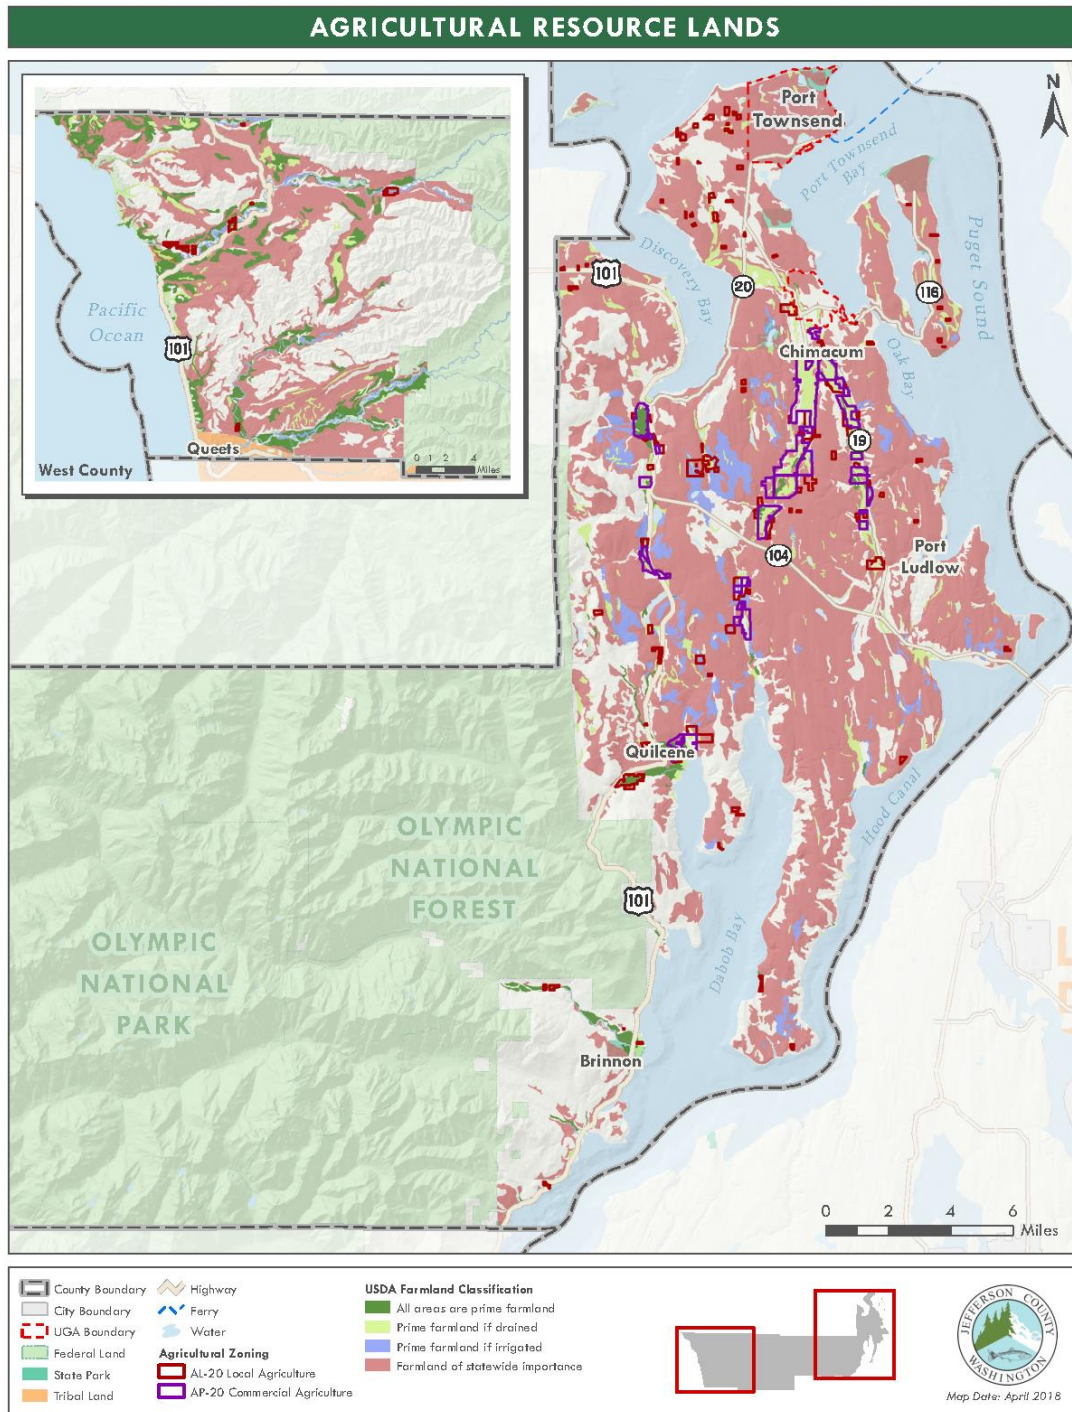 AGRICULTURAL RESOURCE LANDS
N
Port
Townsend
Port Townsend
Bay
Puget Sound
Discovery Bay
101
20
116
Pacific
Ocean
101
Queets
West County
0 2 4
Miles
Chimacum
Oak Bay
19
104
Port
Ludlow
Quilcene
Hood Canal
OLYMPIC
NATIONAL
FOREST
101
OLYMPIC
NATIONAL
PARK
Dabob Bay
Brinnon
0 2 4 6
Miles
County Boundary
City Boundary
UGA Boundary
Federal Land
State Park
Tribal Land
Highway
Ferry
Water
Agricultural Zoning
AL-20 Local Agriculture
AP-20 Commercial Agriculture
USDA Farmland Classification
All areas are prime farmland
Prime farmland if drained
Prime farmland if irrigated
Farmland of statewide importance
JEFFERSON COUNTY
WASHINGTON
Map Date: April 2018